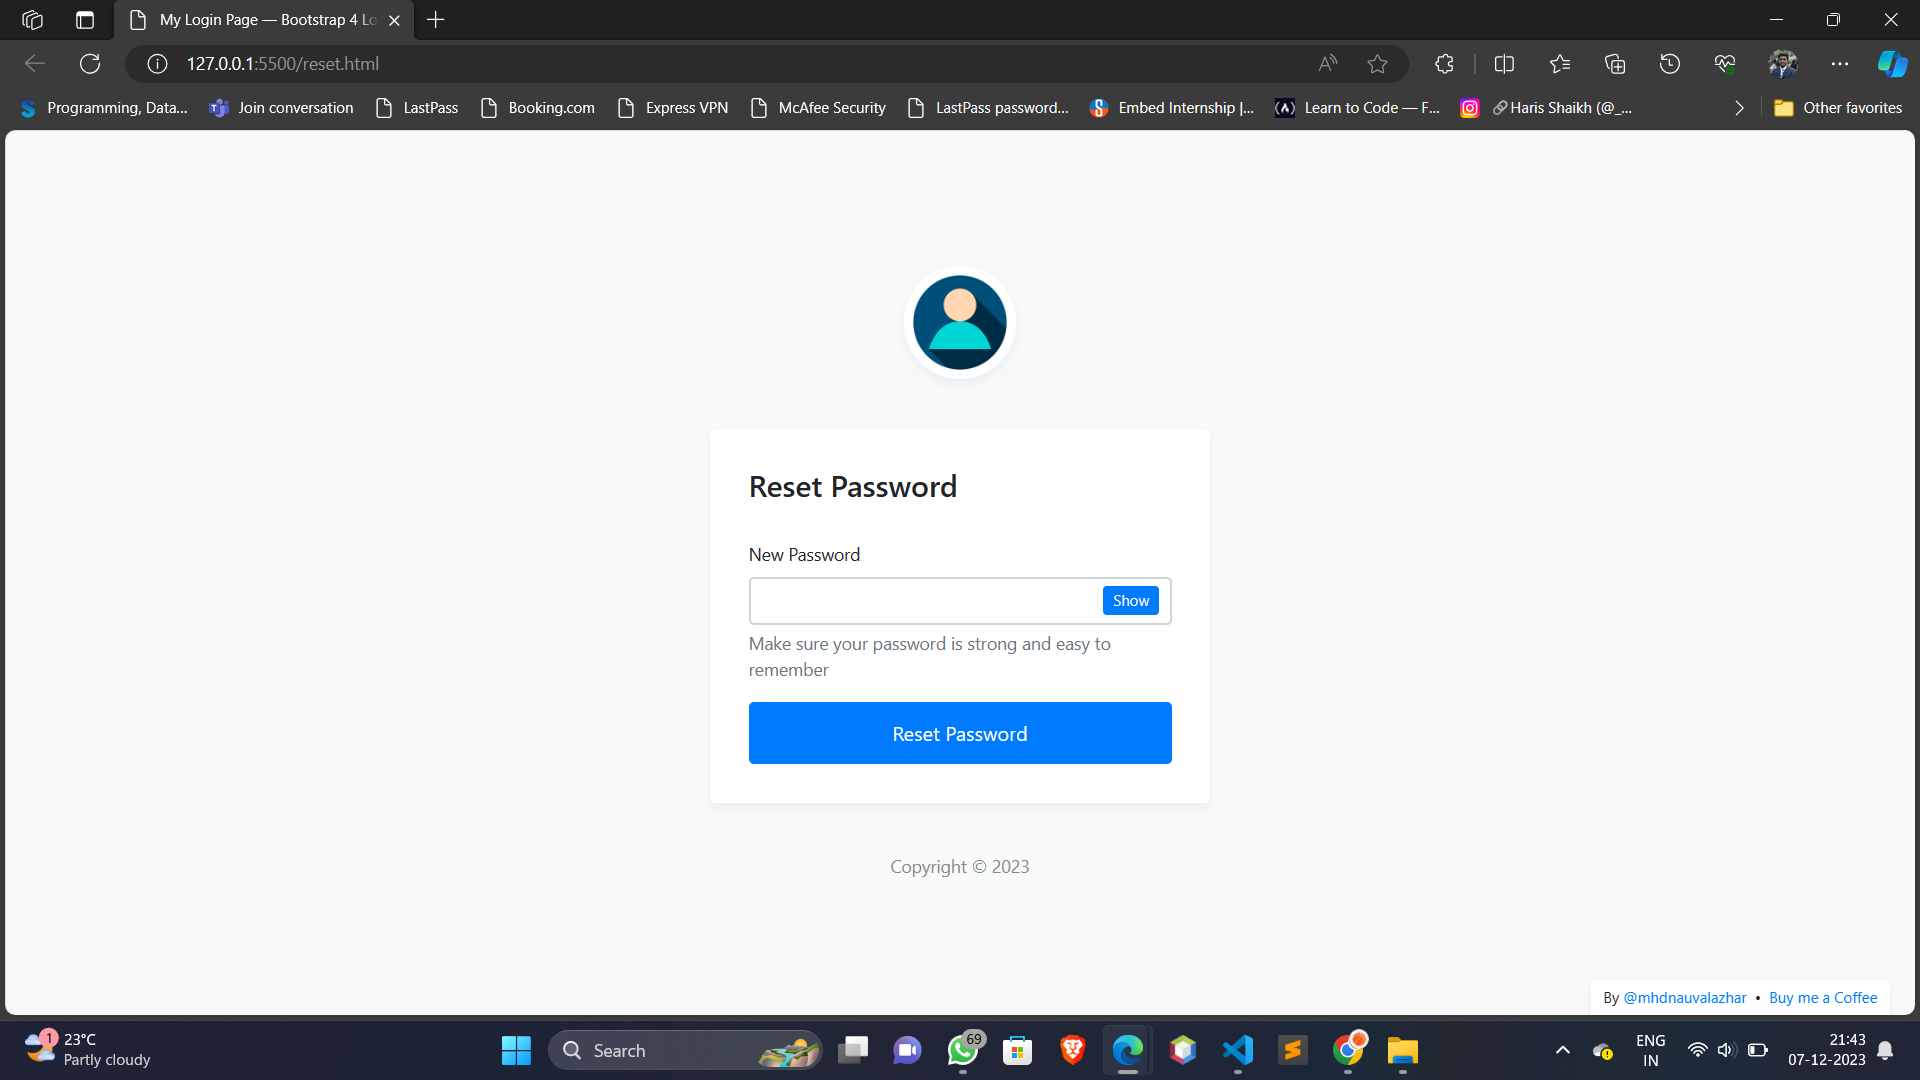 My Login Page — Bootstrap 4 Lo
127.0.0.1:5500/reset.html
Programming, Data...
Join conversation
LastPass
Booking.com
Express VPN
McAfee Security
LastPass password...
Embed Internship |...
Learn to Code — F...
Haris Shaikh (@_...
Other favorites
Reset Password
New Password
Show
Make sure your password is strong and easy to
remember
Reset Password
Copyright © 2023
By @mhdnauvalazhar • Buy me a Coffee
1
23°C
Partly cloudy
Search
69
ENG
IN
21:43
07-12-2023